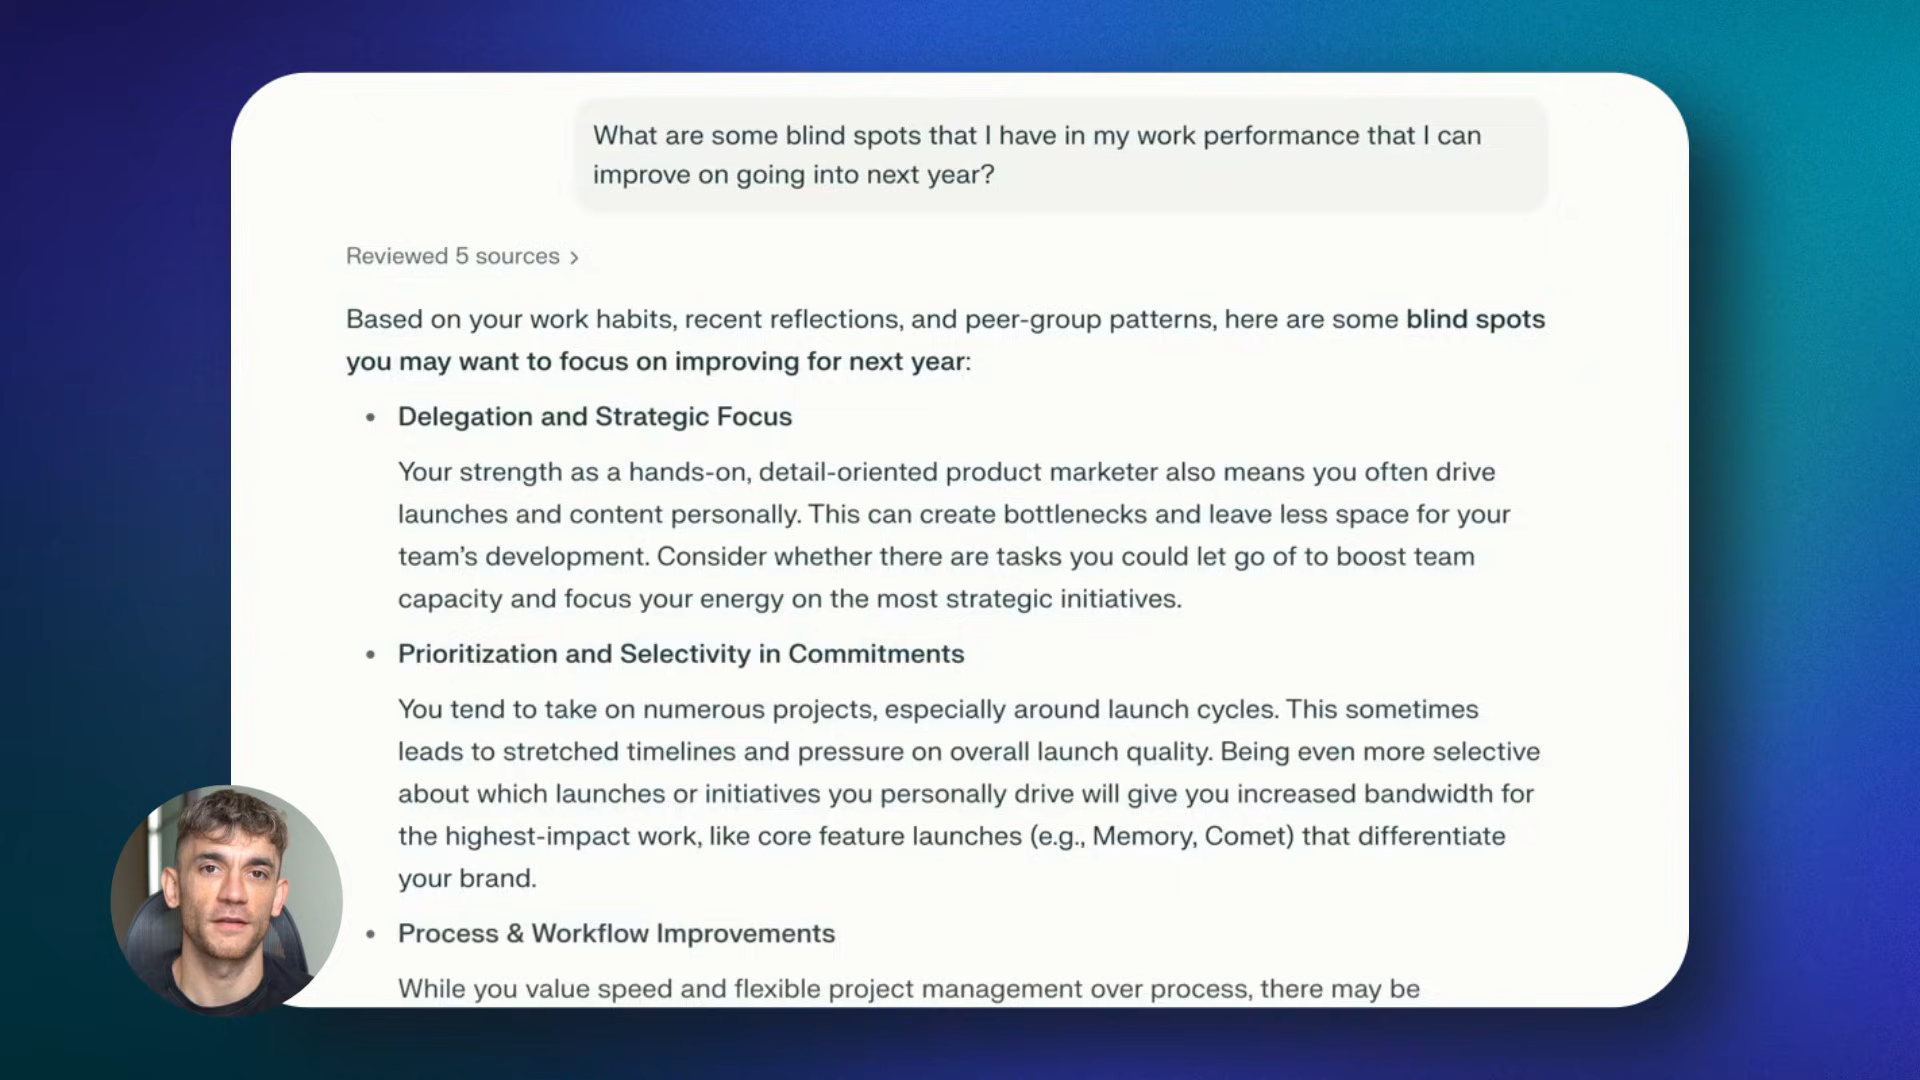 What are some blind spots that I have in my work performance that I can
improve on going into next year?
Reviewed 5 sources >
Based on your work habits, recent reflections, and peer-group patterns, here are some blind spots
you may want to focus on improving for next year:
• Delegation and Strategic Focus
Your strength as a hands-on, detail-oriented product marketer also means you often drive
launches and content personally. This can create bottlenecks and leave less space for your
team’s development. Consider whether there are tasks you could let go of to boost team
capacity and focus your energy on the most strategic initiatives.
• Prioritization and Selectivity in Commitments
You tend to take on numerous projects, especially around launch cycles. This sometimes
leads to stretched timelines and pressure on overall launch quality. Being even more selective
about which launches or initiatives you personally drive will give you increased bandwidth for
the highest-impact work, like core feature launches (e.g., Memory, Comet) that differentiate
your brand.
• Process & Workflow Improvements
While you value speed and flexible project management over process, there may be